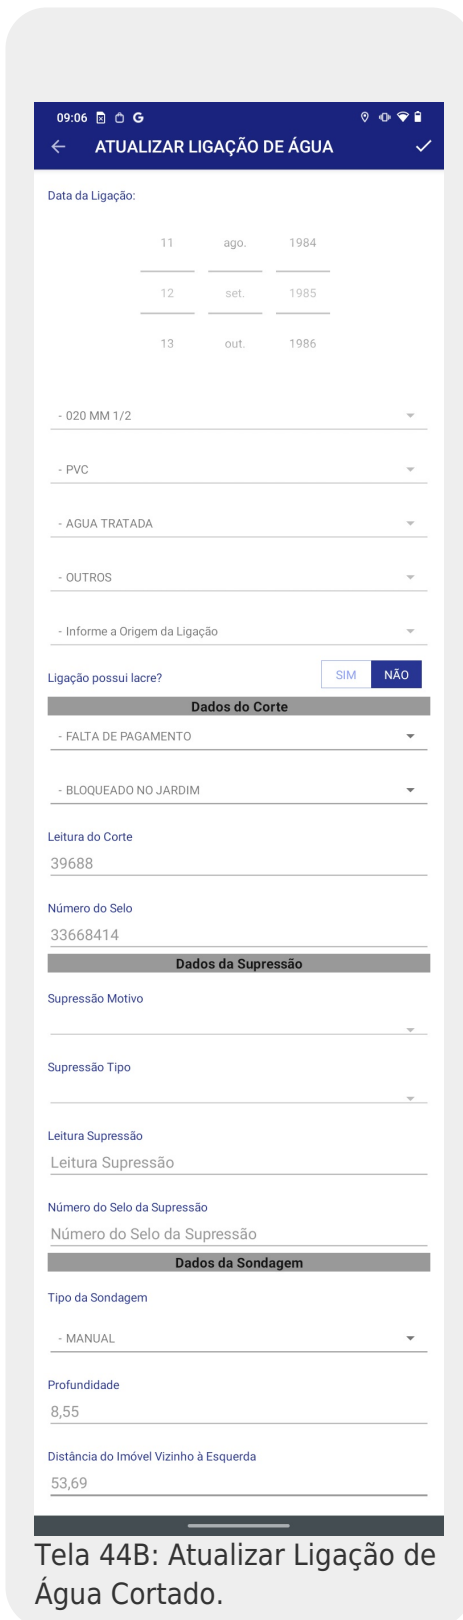 09:06
ATUALIZAR LIGAÇÃO DE ÁGUA
Data da Ligação:
11 ago. 1984
12 set. 1985
13 out. 1986
- 020 MM 1/2
- PVC
- AGUA TRATADA
- OUTROS
- Informe a Origem da Ligação
Ligação possui lacre? SIM NÃO
Dados do Corte
- FALTA DE PAGAMENTO
- BLOQUEADO NO JARDIM
Leitura do Corte
39688
Número do Selo
33668414
Dados da Supressão
Supressão Motivo
Supressão Tipo
Leitura Supressão
Leitura Supressão
Número do Selo da Supressão
Número do Selo da Supressão
Dados da Sondagem
Tipo da Sondagem
- MANUAL
Profundidade
8,55
Distância do Imóvel Vizinho à Esquerda
53,69
Tela 44B: Atualizar Ligação de
Água Cortado.